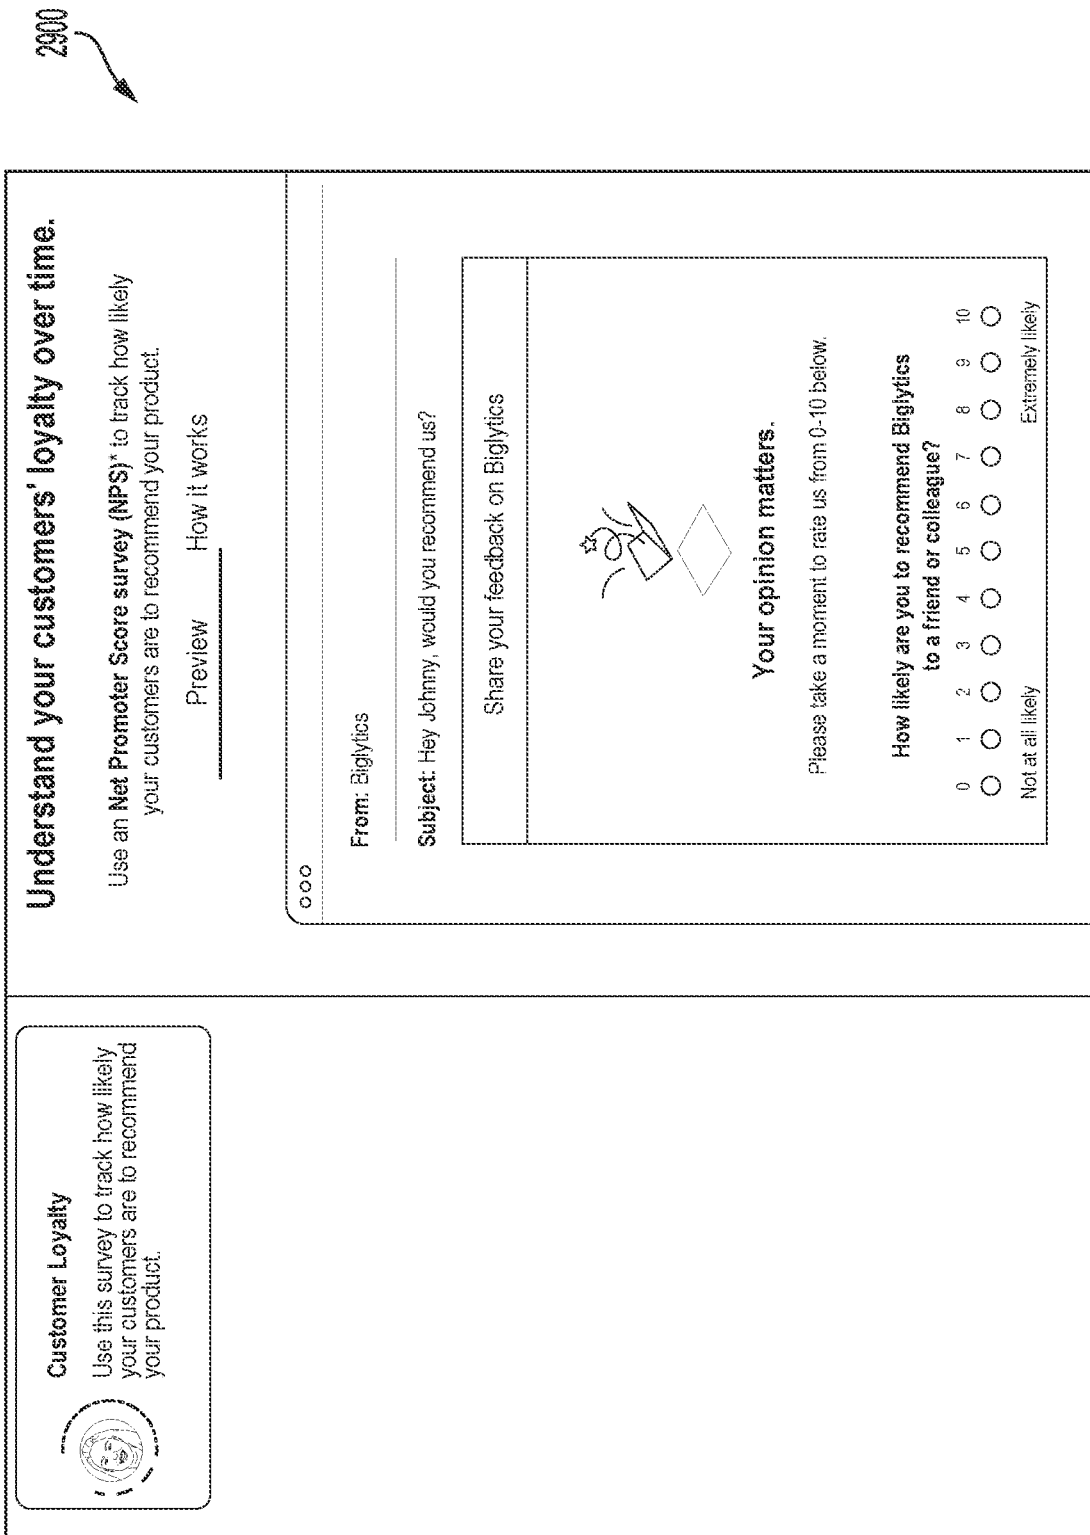 2900
Customer Loyalty
Use this survey to track how likely
your customers are to recommend
your product.
Understand your customers' loyalty over time.
Use an Net Promoter Score survey (NPS)* to track how likely
your customers are to recommend your product.
Preview How it works
From: Biglytics
Subject: Hey Johnny, would you recommend us?
Share your feedback on Biglytics
Your opinion matters.
Please take a moment to rate us from 0-10 below.
How likely are you to recommend Biglytics
to a friend or colleague?
0 1 2 3 4 5 6 7 8 9 10
Not at all likely Extremely likely